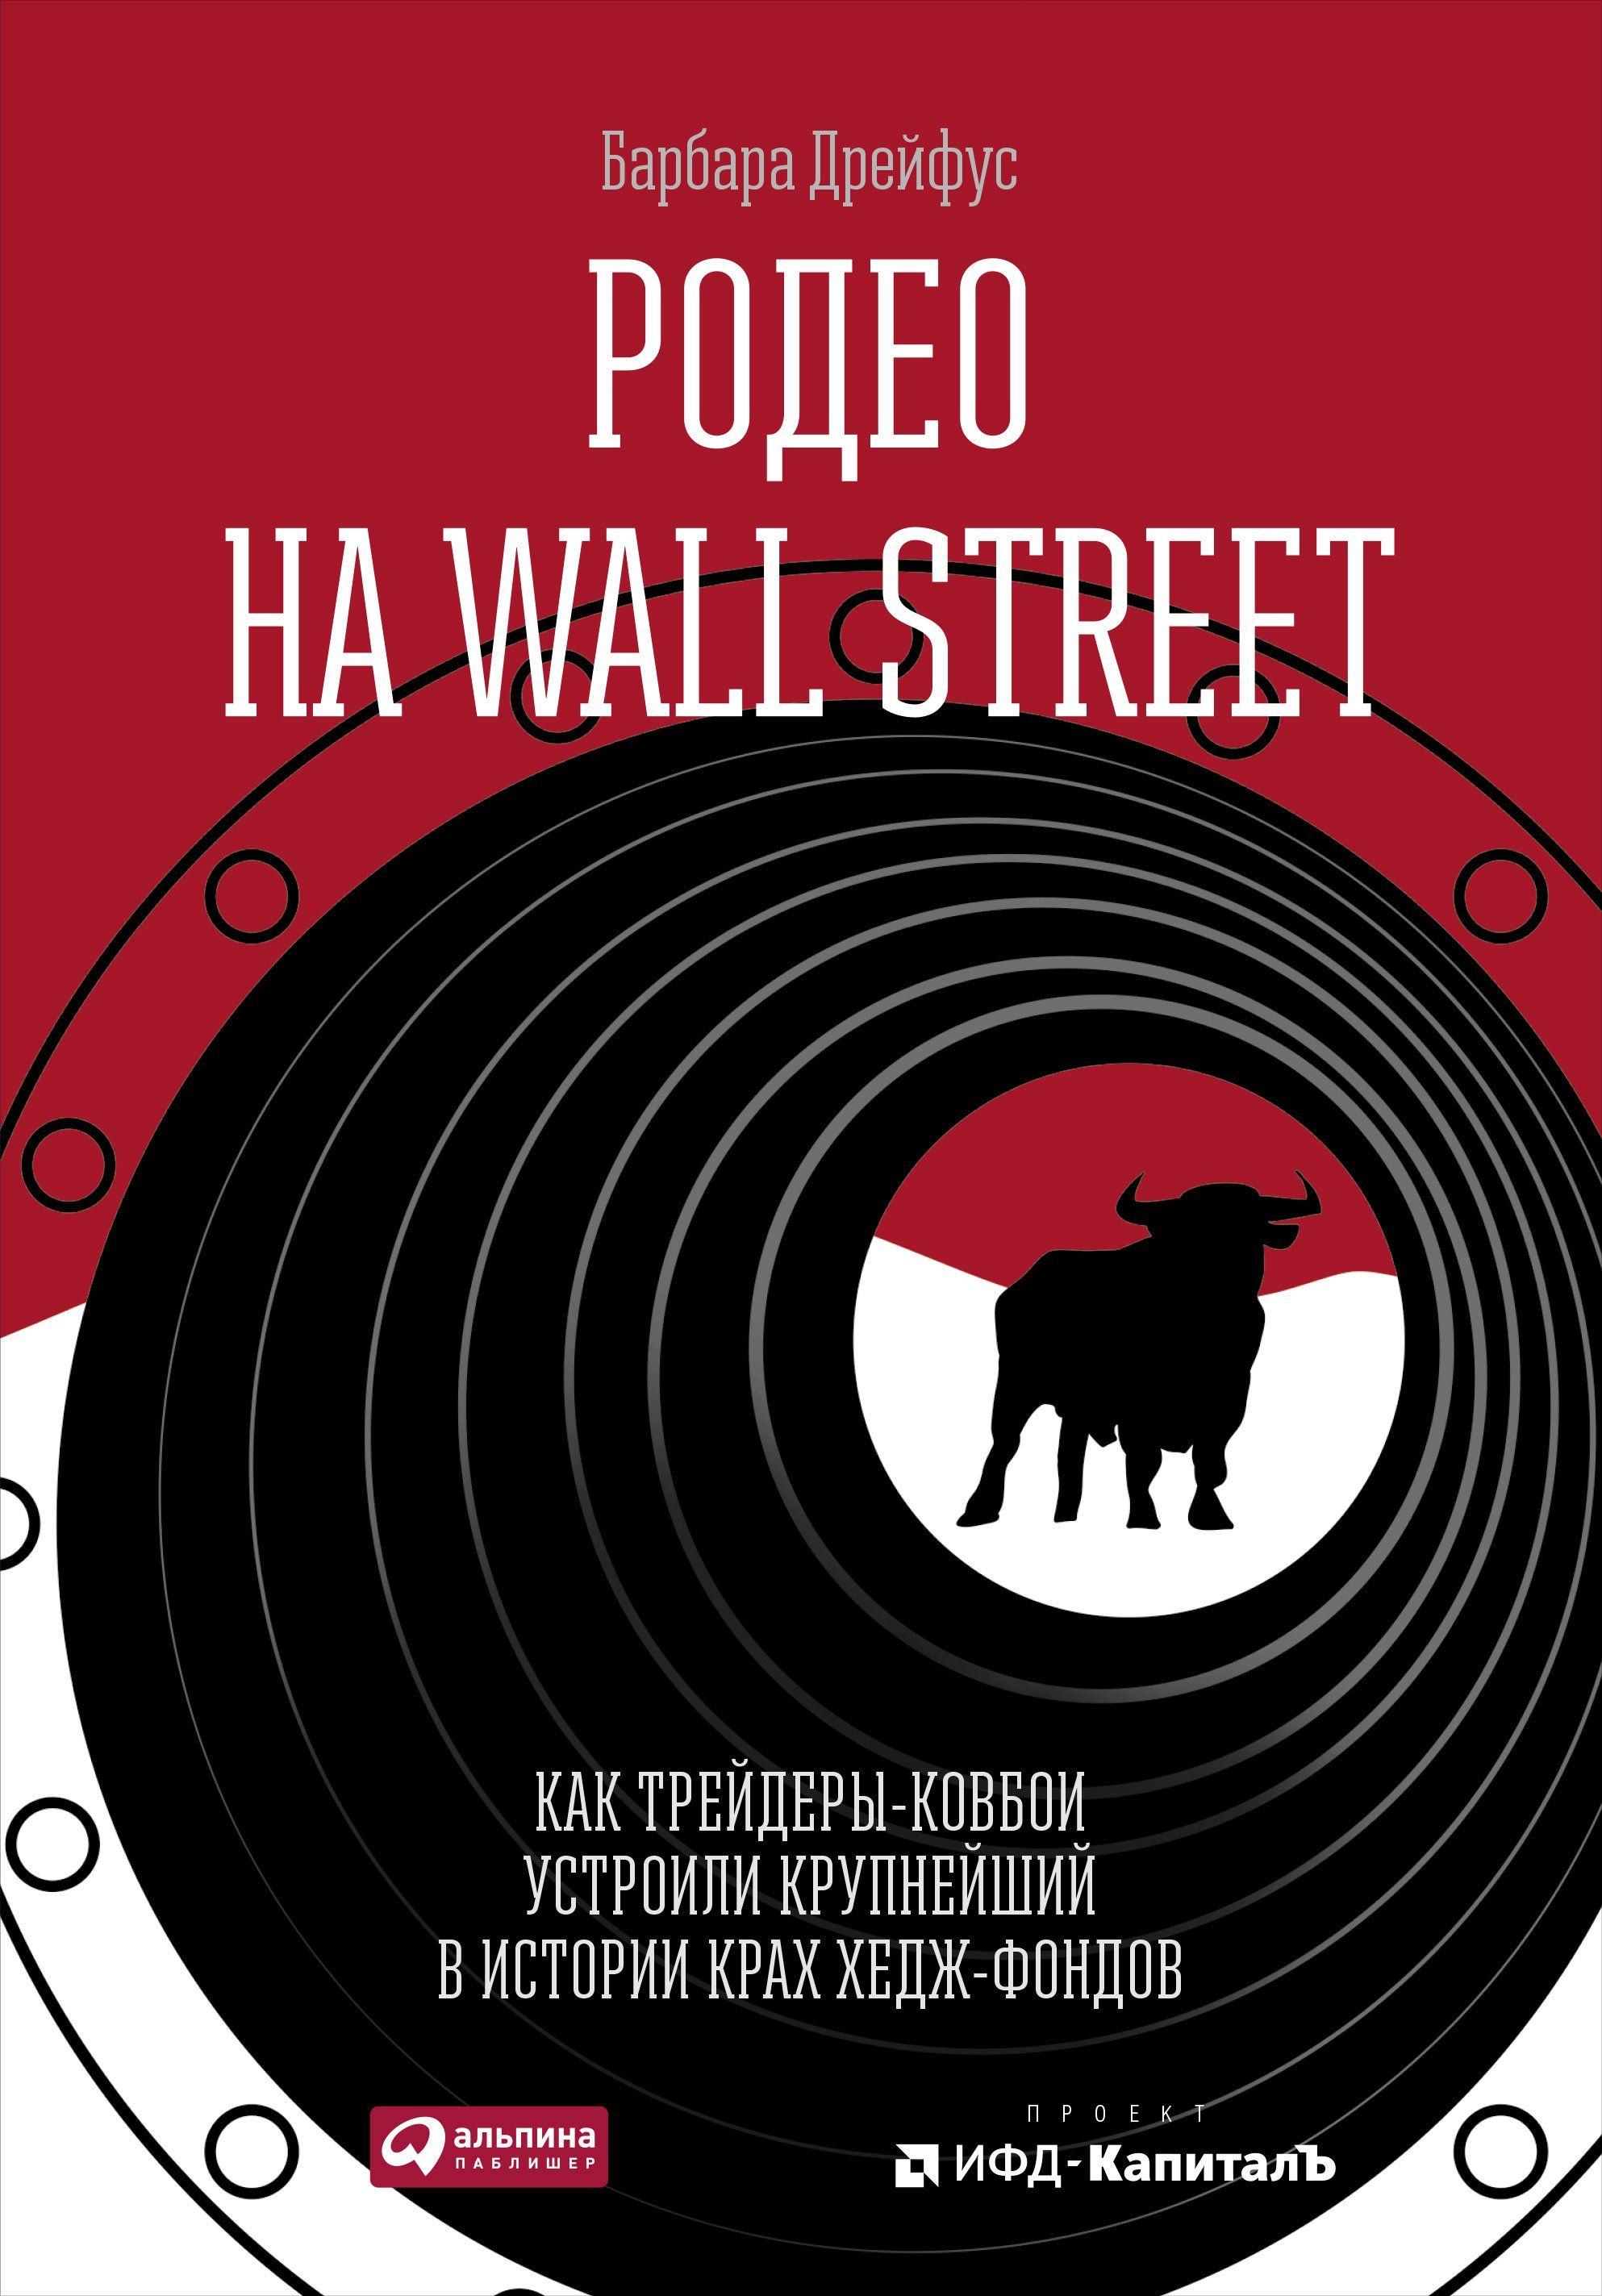 Барбара Дрейфус
РОДЕО
НА WALL STREET
КАК ТРЕЙДЕРЫ-КОВБОИ
УСТРОИЛИ КРУПНЕЙШИЙ
В ИСТОРИИ КРАХ ХЕДЖ-ФОНДОВ
альпина
ПАБЛИШЕР
ПРОЕКТ
ИФД-КапиталЪ